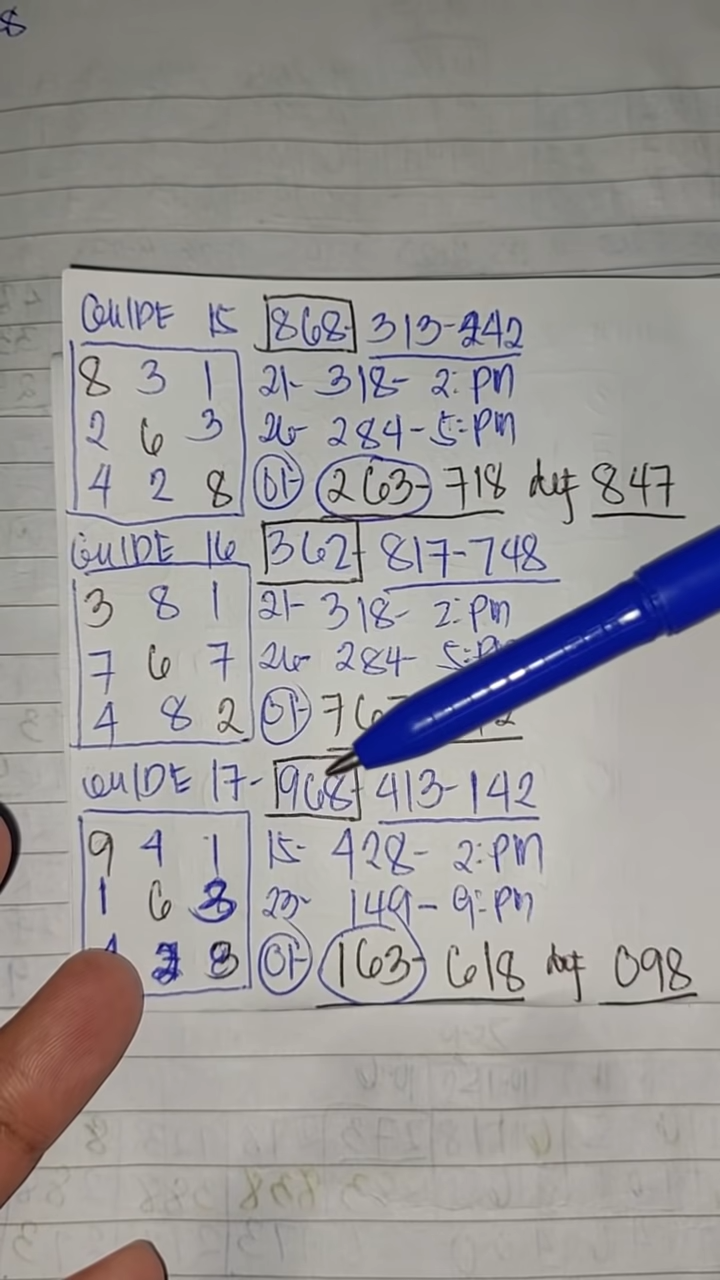 8
GUIDE 15 868- 313-242
8 3 1 21- 318- 2:PM
2 6 3 26- 284-5:PM
4 2 8 01- 263- 718 def 847
GUIDE 16 362- 817-748
3 8 1 21- 318- 2:PM
7 6 7 26- 284-
4 8 2 01-
GUIDE 17- 968- 413-142
9 4 1 15- 428- 2:PM
1 6 3 23- 149- 9:PM
8 01- 163- 618 def 098